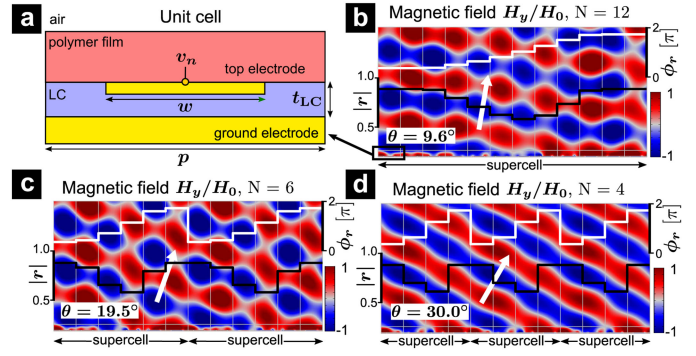 a
Unit cell
air
polymer film
v_n
top electrode
LC
w
t_LC
ground electrode
p
b
Magnetic field H_y/H_0, N = 12
2
ϕ_r [π]
0
1.0
|r|
0.5
1
-1
θ = 9.6°
supercell
c
Magnetic field H_y/H_0, N = 6
2
ϕ_r [π]
0
1.0
|r|
0.5
1
-1
θ = 19.5°
supercell
supercell
d
Magnetic field H_y/H_0, N = 4
2
ϕ_r [π]
0
1.0
|r|
0.5
1
-1
θ = 30.0°
supercell
supercell
supercell